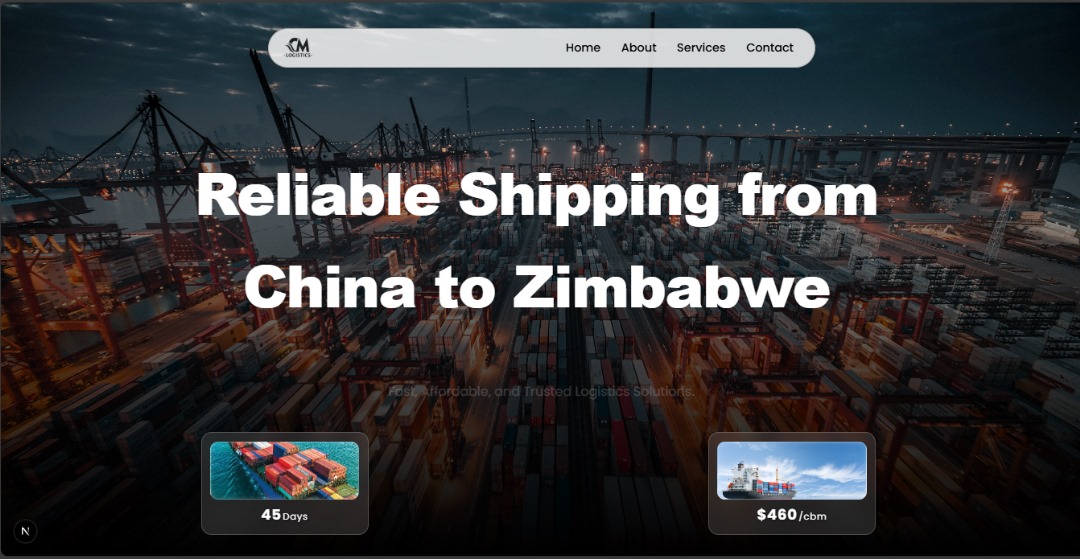 CM
LOGISTICS
Home About Services Contact
Reliable Shipping from
China to Zimbabwe
Fast, Affordable, and Trusted Logistics Solutions.
45 Days
$460 /cbm
N